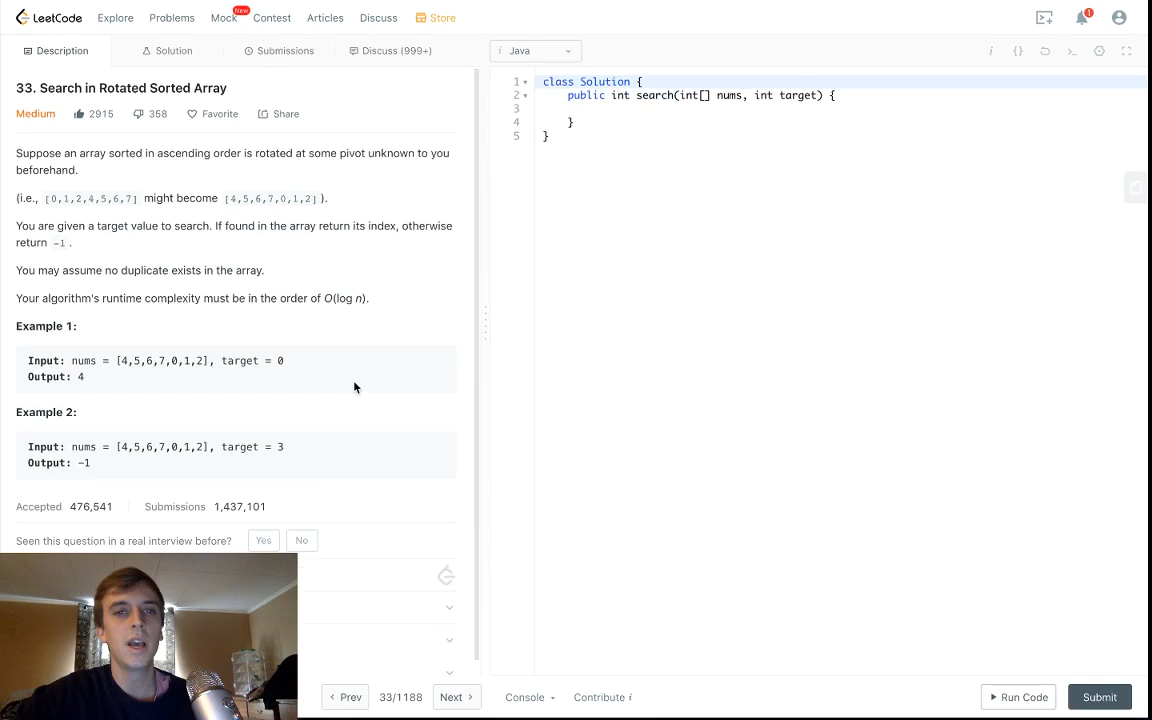 LeetCode Explore Problems Mock New Contest Articles Discuss Store 1
Description Solution Submissions Discuss (999+) i Java i {} >_
33. Search in Rotated Sorted Array
Medium 2915 358 Favorite Share
Suppose an array sorted in ascending order is rotated at some pivot unknown to you
beforehand.
(i.e., [0,1,2,4,5,6,7] might become [4,5,6,7,0,1,2] ).
You are given a target value to search. If found in the array return its index, otherwise
return -1 .
You may assume no duplicate exists in the array.
Your algorithm's runtime complexity must be in the order of O(log n).
Example 1:
Input: nums = [4,5,6,7,0,1,2], target = 0
Output: 4
Example 2:
Input: nums = [4,5,6,7,0,1,2], target = 3
Output: -1
Accepted 476,541 Submissions 1,437,101
Seen this question in a real interview before? Yes No
1 class Solution {
2 public int search(int[] nums, int target) {
3
4 }
5 }
Prev 33/1188 Next Console Contribute i Run Code Submit